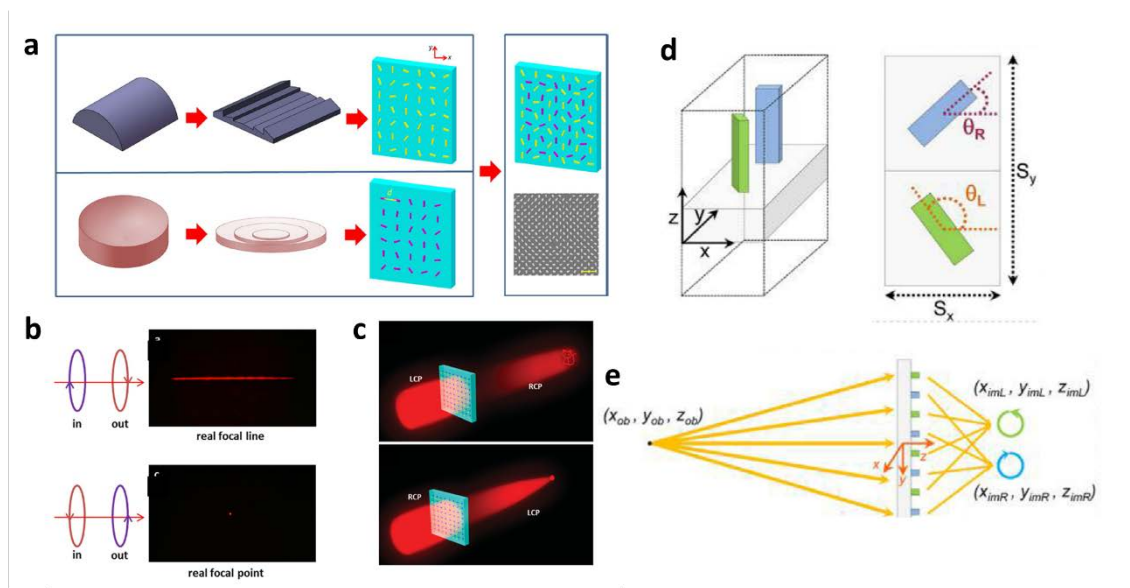 a
y
x
d
b
in
out
real focal line
in
out
real focal point
c
LCP
RCP
RCP
LCP
d
z
y
x
θR
θL
Sy
Sx
e
(xob, yob, zob)
(ximL, yimL, zimL)
x
y
z
(ximR, yimR, zimR)